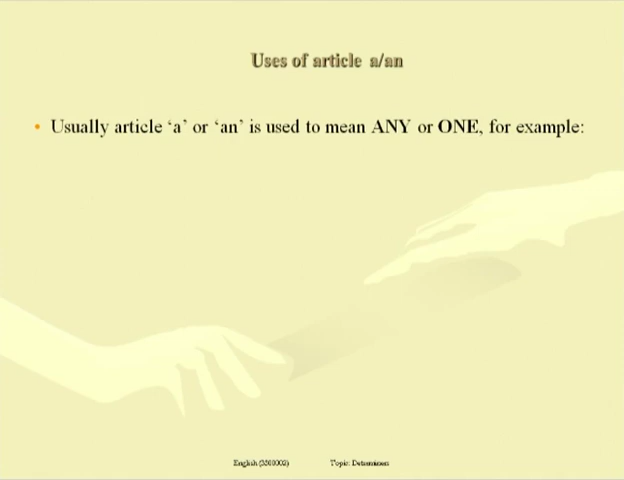 Uses of article a/an
• Usually article ‘a’ or ‘an’ is used to mean ANY or ONE, for example:
English (3300002) Topic: Determiners